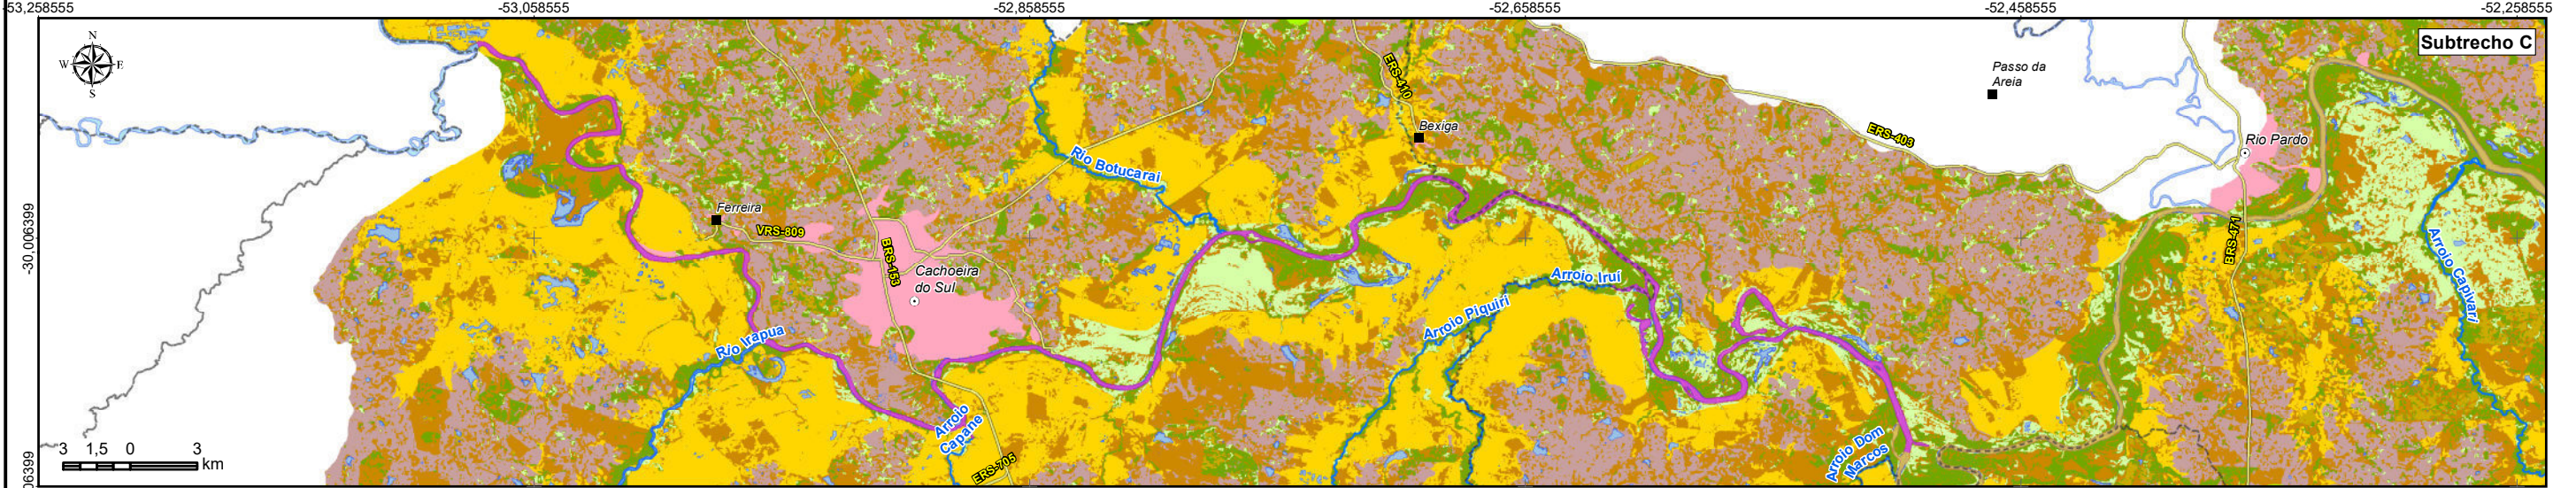 -53,258555
-53,058555
-52,858555
-52,658555
-52,458555
-52,258555
Subtrecho C
N
W
E
S
ERS-410
Passo da
Areia
Bexiga
ERS-403
Rio Pardo
Rio Botucaraí
Ferreira
VRS-809
BRS-153
Cachoeira
do Sul
BRS-471
Arroio Capivari
-30,006399
Arroio Iruí
Arroio Piquiri
Rio Irapua
Arroio
Capane
ERS-705
Arroio Dom
Marcos
3
1,5
0
3
km